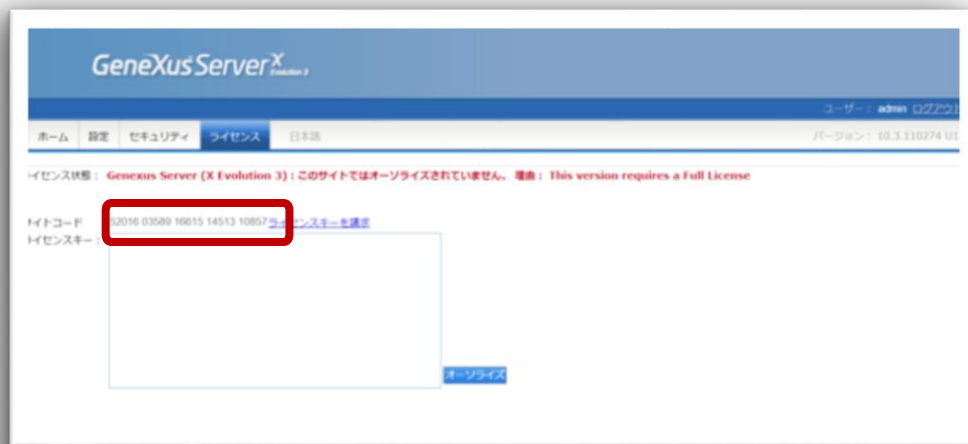 GeneXus Server X Evolution 3
ユーザー： admin ログアウト
ホーム 設定 セキュリティ ライセンス 日本語
バージョン： 10.3.110274 U1
イセンス状態： Genexus Server (X Evolution 3) : このサイトではオーソライズされていません。 理由： This version requires a Full License
イトコード 52016 03589 16615 14513 10857 ライセンスキーを請求
イセンスキー：
オーソライズ